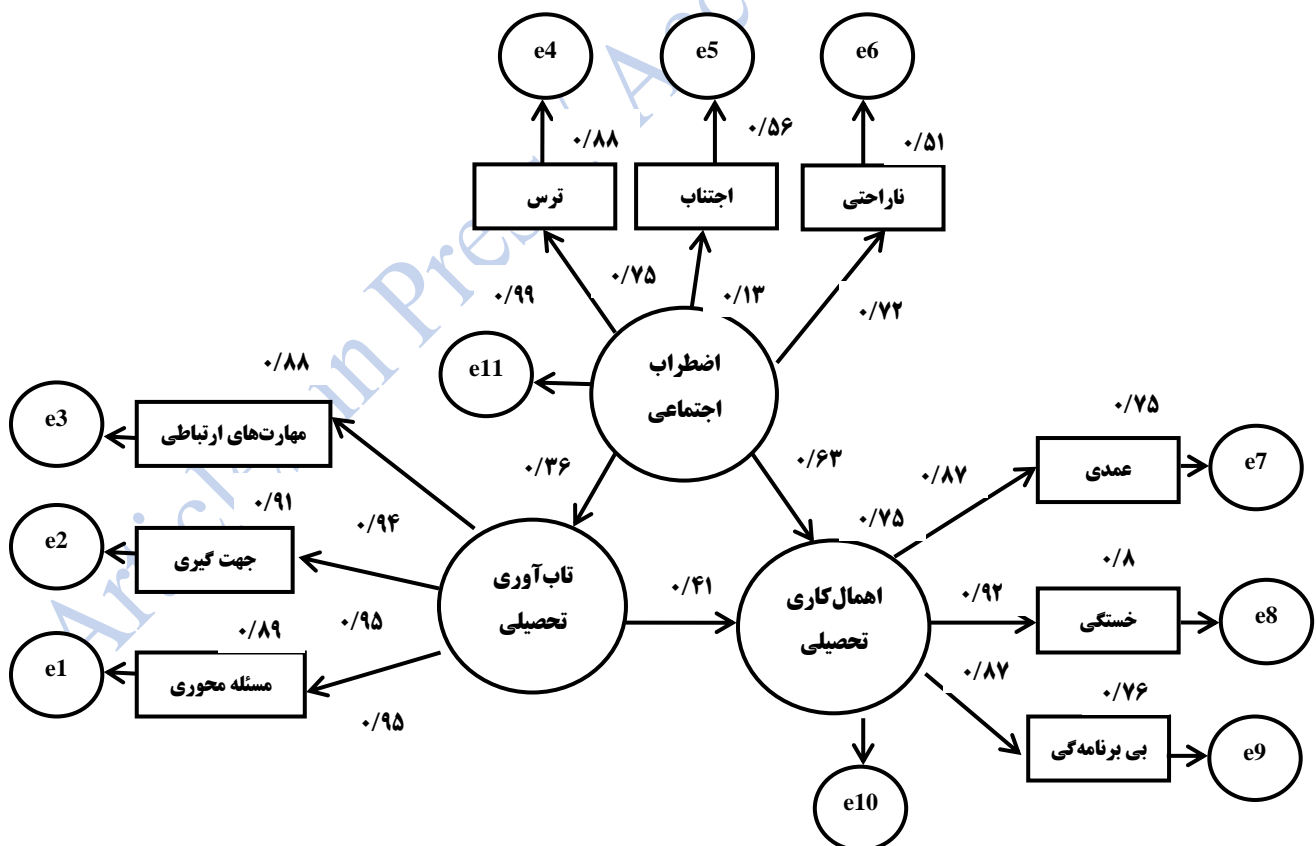 e4
e5
e6
۰/۸۸
۰/۵۶
۰/۵۱
ترس
اجتناب
ناراحتی
۰/۹۹
۰/۷۵
۰/۱۳
۰/۷۲
اضطراب
اجتماعی
e11
۰/۸۸
e3
مهارت‌های ارتباطی
۰/۳۶
۰/۶۳
۰/۷۵
عمدی
e7
۰/۸۷
۰/۹۱
e2
جهت گیری
۰/۹۴
۰/۷۵
تاب‌آوری
تحصیلی
۰/۴۱
اهمال‌کاری
تحصیلی
۰/۹۲
۰/۸
خستگی
e8
۰/۸۹
۰/۹۵
e1
مسئله محوری
۰/۹۵
۰/۸۷
۰/۷۶
بی برنامه‌گی
e9
e10